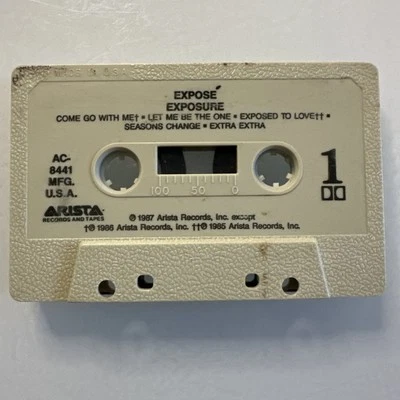 EXPOSÉ
EXPOSURE
COME GO WITH ME† • LET ME BE THE ONE • EXPOSED TO LOVE††
SEASONS CHANGE • EXTRA EXTRA
AC-
8441
MFG.
U.S.A.
1
100 50 0
ARISTA
RECORDS AND TAPES
℗ 1987 Arista Records, Inc. except
†℗ 1986 Arista Records, Inc. ††℗ 1985 Arista Records, Inc.